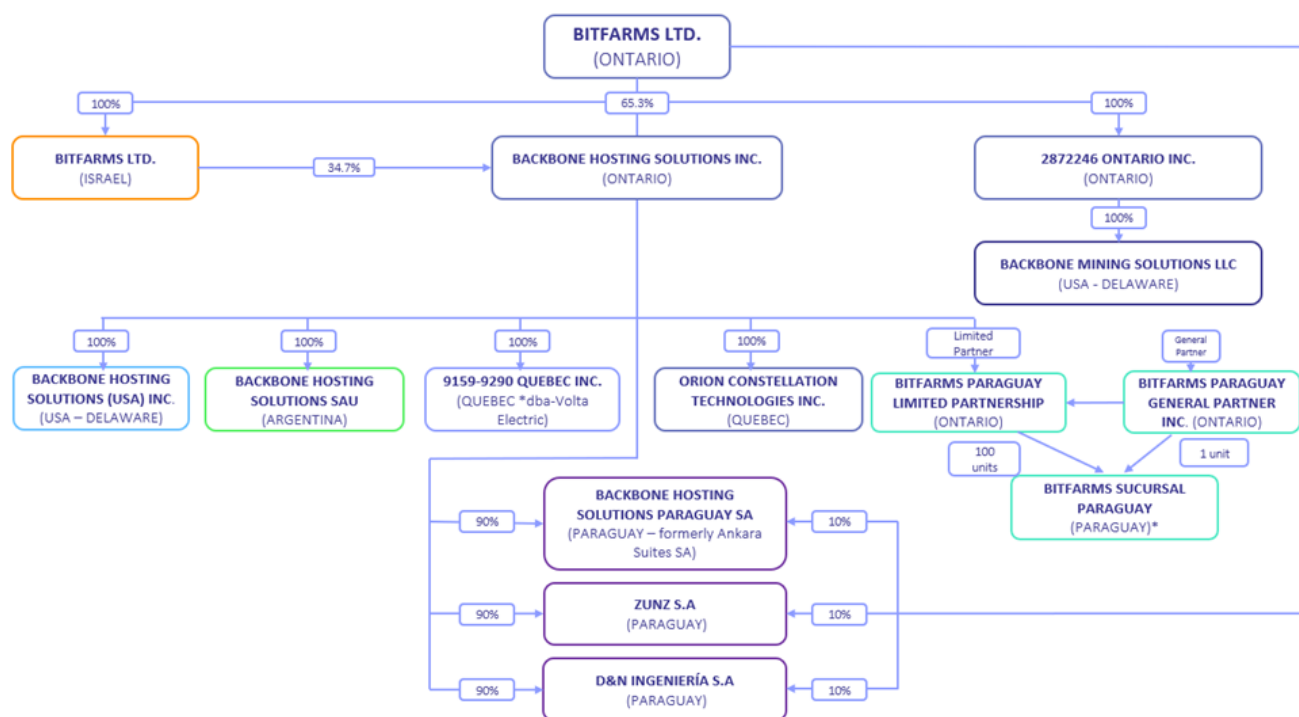 BITFARMS LTD.
(ONTARIO)
100%
65.3%
100%
BITFARMS LTD.
(ISRAEL)
34.7%
BACKBONE HOSTING SOLUTIONS INC.
(ONTARIO)
2872246 ONTARIO INC.
(ONTARIO)
100%
BACKBONE MINING SOLUTIONS LLC
(USA - DELAWARE)
100%
100%
100%
100%
Limited
Partner
General
Partner
BACKBONE HOSTING
SOLUTIONS (USA) INC.
(USA – DELAWARE)
BACKBONE HOSTING
SOLUTIONS SAU
(ARGENTINA)
9159-9290 QUEBEC INC.
(QUEBEC *dba-Volta
Electric)
ORION CONSTELLATION
TECHNOLOGIES INC.
(QUEBEC)
BITFARMS PARAGUAY
LIMITED PARTNERSHIP
(ONTARIO)
BITFARMS PARAGUAY
GENERAL PARTNER
INC. (ONTARIO)
100
units
1 unit
BITFARMS SUCURSAL
PARAGUAY
(PARAGUAY)*
90%
BACKBONE HOSTING
SOLUTIONS PARAGUAY SA
(PARAGUAY – formerly Ankara
Suites SA)
10%
90%
ZUNZ S.A
(PARAGUAY)
10%
90%
D&N INGENIERÍA S.A
(PARAGUAY)
10%